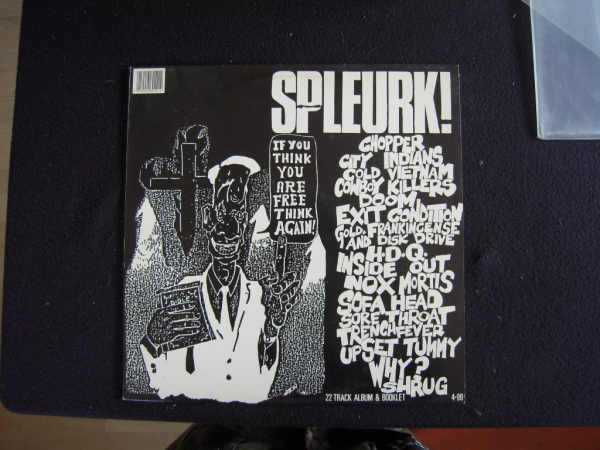 SPLEURK!
IF YOU
THINK
YOU
ARE
FREE
THINK
AGAIN!
CHOPPER
CITY INDIANS
COLD VIETNAM
COWBOY KILLERS
DOOM
EXIT CONDITION
GOLD, FRANKINCENSE
AND DISK DRIVE
H.D.Q.
INSIDE OUT
NOX MORTIS
SOFA HEAD
SORE THROAT
TRENCHFEVER
UPSET TUMMY
WHY?
SHRUG
22-TRACK ALBUM & BOOKLET 4-99